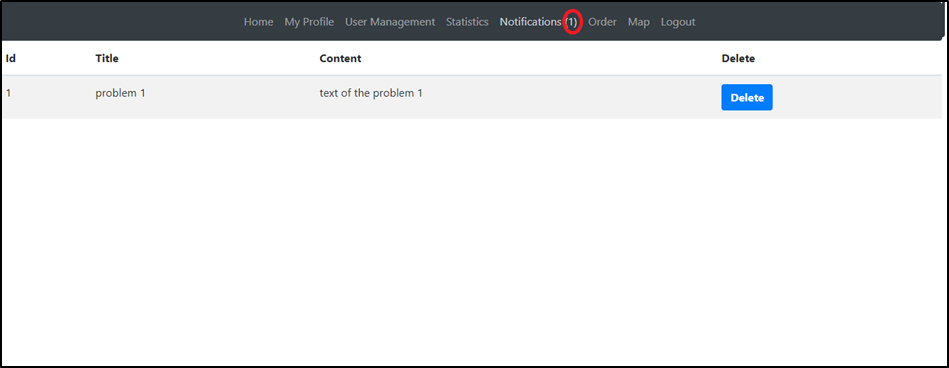 Home My Profile User Management Statistics Notifications (1) Order Map Logout
Id Title Content Delete
1 problem 1 text of the problem 1 Delete